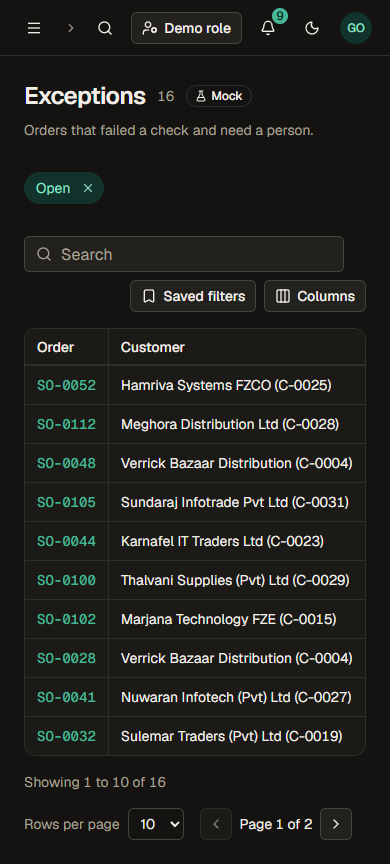 Demo role
9
GO
Exceptions 16 Mock
Orders that failed a check and need a person.
Open
Search
Saved filters Columns
Order Customer
SO-0052 Hamriva Systems FZCO (C-0025)
SO-0112 Meghora Distribution Ltd (C-0028)
SO-0048 Verrick Bazaar Distribution (C-0004)
SO-0105 Sundaraj Infotrade Pvt Ltd (C-0031)
SO-0044 Karnafel IT Traders Ltd (C-0023)
SO-0100 Thalvani Supplies (Pvt) Ltd (C-0029)
SO-0102 Marjana Technology FZE (C-0015)
SO-0028 Verrick Bazaar Distribution (C-0004)
SO-0041 Nuwaran Infotech (Pvt) Ltd (C-0027)
SO-0032 Sulemar Traders (Pvt) Ltd (C-0019)
Showing 1 to 10 of 16
Rows per page 10 Page 1 of 2